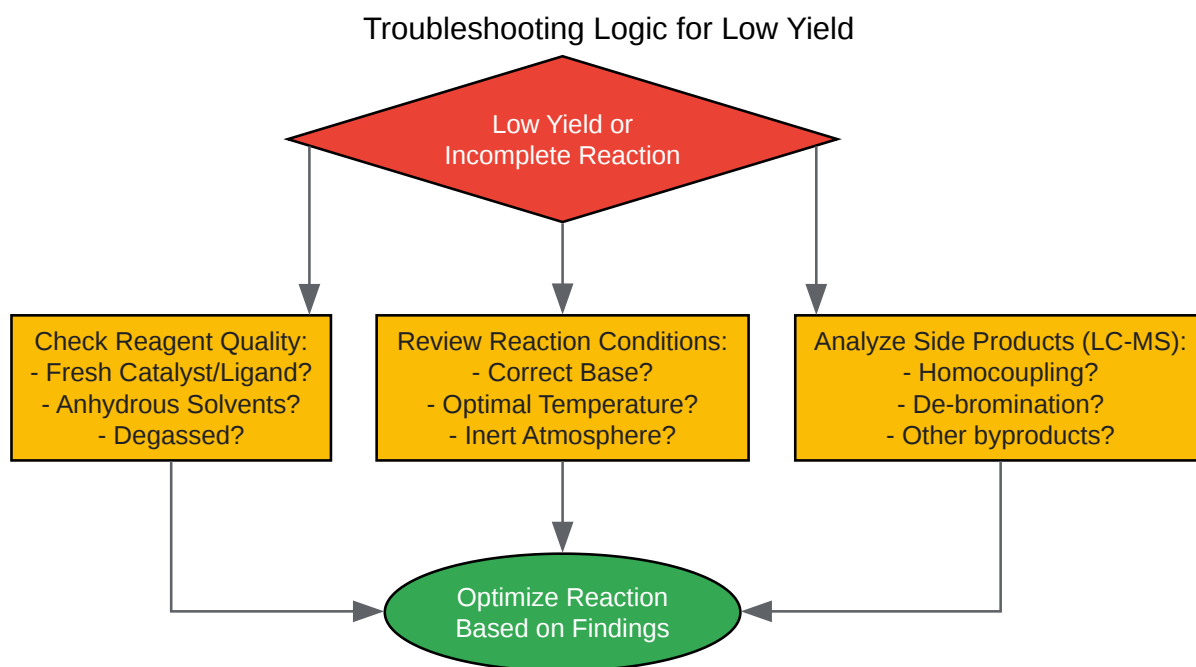 Troubleshooting Logic for Low Yield
Low Yield or
Incomplete Reaction
Check Reagent Quality:
- Fresh Catalyst/Ligand?
- Anhydrous Solvents?
- Degassed?
Review Reaction Conditions:
- Correct Base?
- Optimal Temperature?
- Inert Atmosphere?
Analyze Side Products (LC-MS):
- Homocoupling?
- De-bromination?
- Other byproducts?
Optimize Reaction
Based on Findings